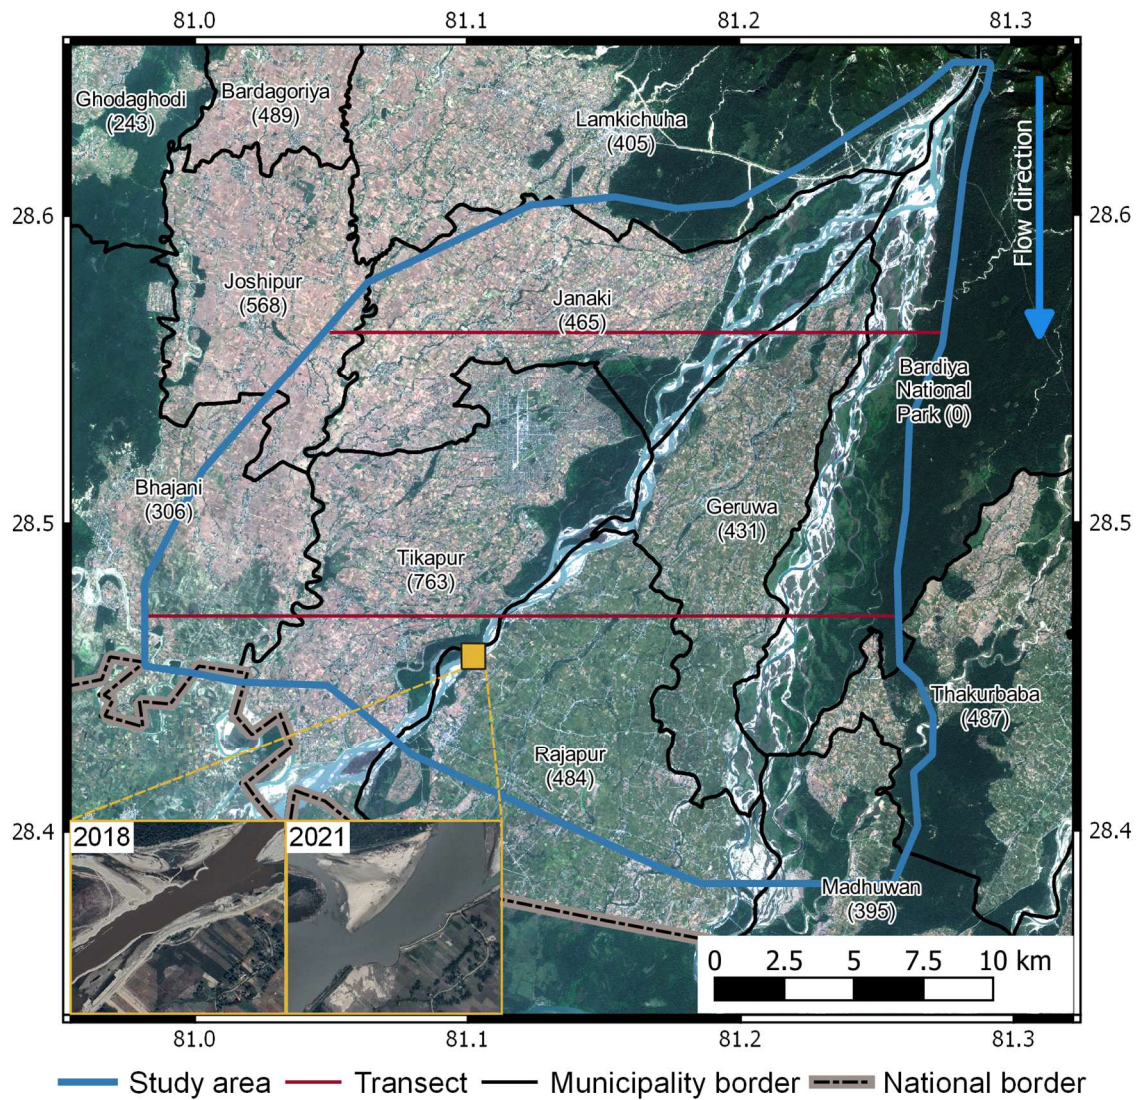 81.0 81.1 81.2 81.3
Ghodaghodi
(243)
Bardagoriya
(489)
Lamkichuha
(405)
Flow direction
28.6 28.6
Joshipur
(568)
Janaki
(465)
Bardiya
National
Park (0)
Bhajani
(306)
Geruwa
(431)
28.5 28.5
Tikapur
(763)
Thakurbaba
(487)
Rajapur
(484)
28.4 28.4
2018 2021
Madhuwan
(395)
0 2.5 5 7.5 10 km
81.0 81.1 81.2 81.3
Study area Transect Municipality border National border